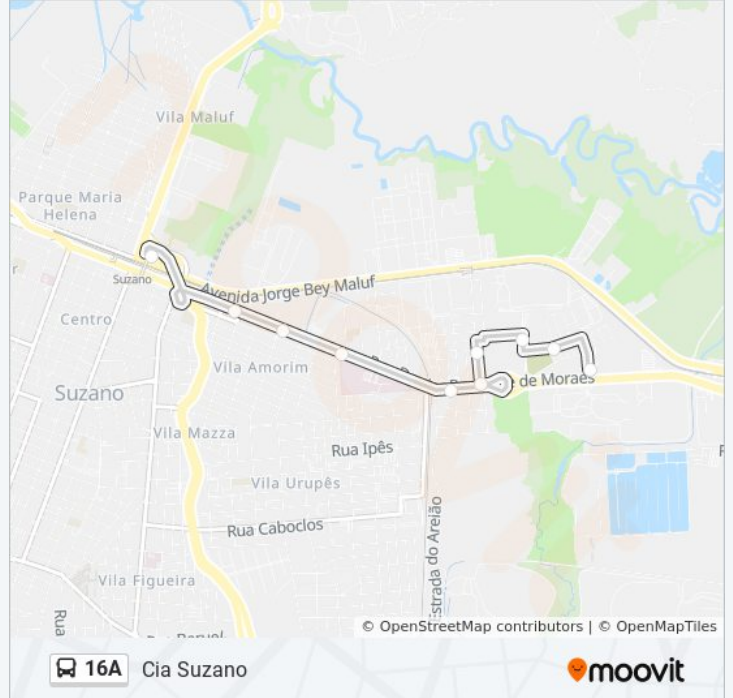 Vila Maluf
Parque Maria
Helena
Suzano
Avenida Jorge Bey Maluf
Centro
Vila Amorim
de Moraes
Suzano
Vila Mazza
Rua Ipês
Vila Urupês
Rua Caboclos
Estrada do Areião
Vila Figueira
Rua
© OpenStreetMap contributors | © OpenMapTiles
16A Cia Suzano
moovit